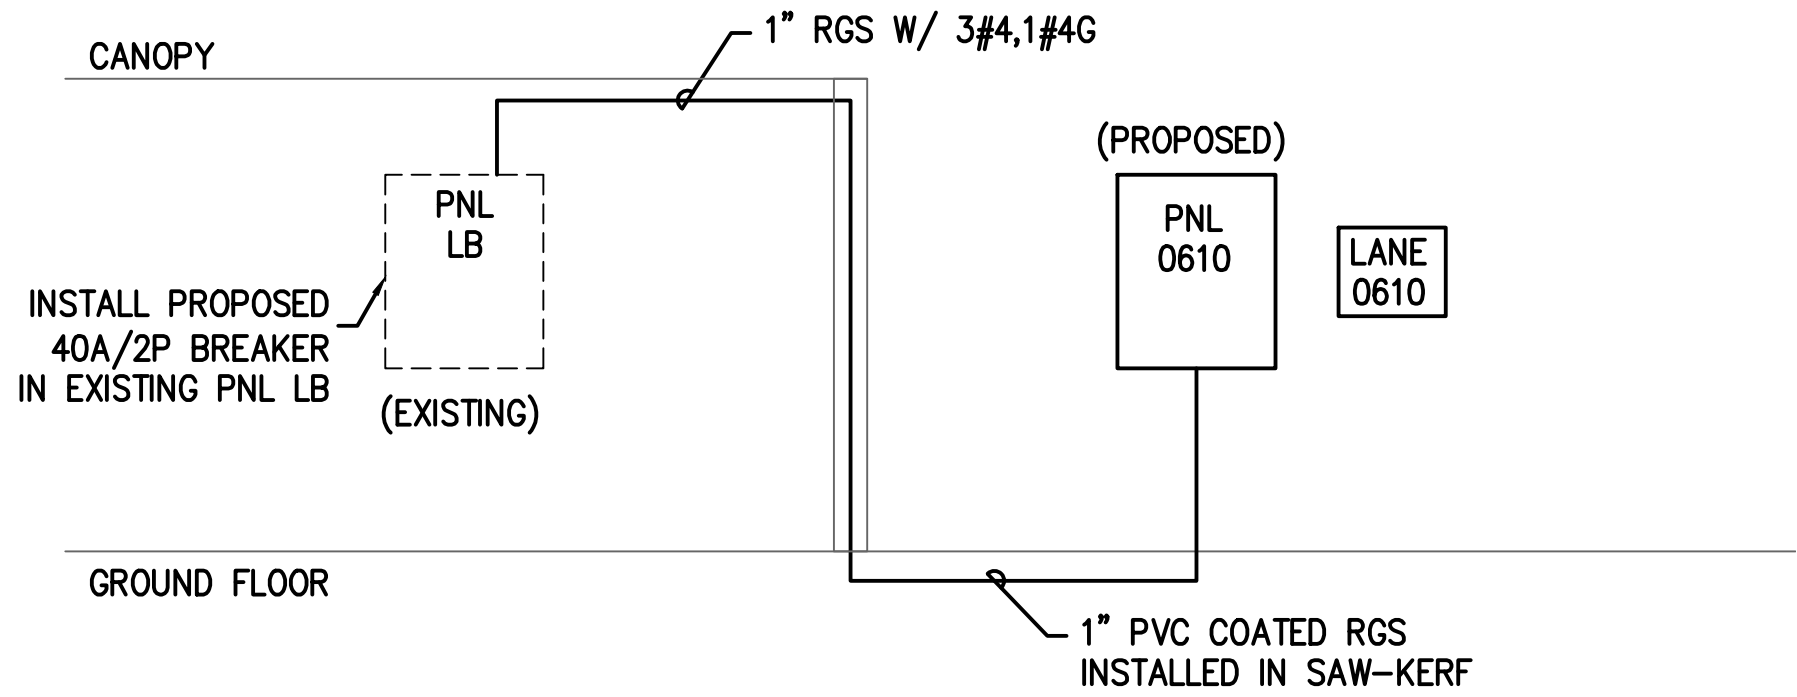 1” RGS W/ 3#4,1#4G
CANOPY
(PROPOSED)
PNL
LB
PNL
0610
LANE
0610
INSTALL PROPOSED
40A/2P BREAKER
IN EXISTING PNL LB
(EXISTING)
GROUND FLOOR
1” PVC COATED RGS
INSTALLED IN SAW-KERF